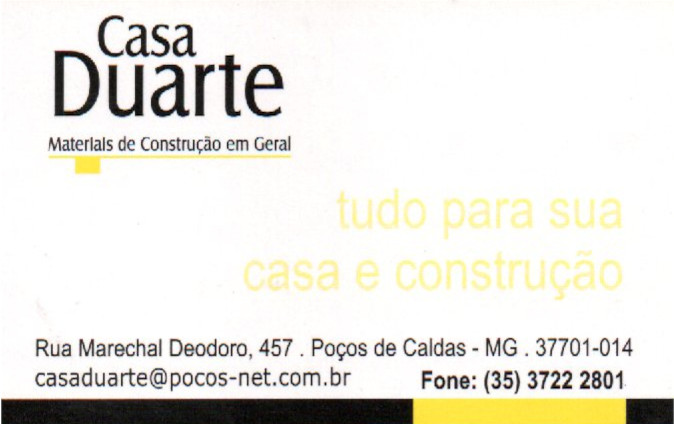 Casa
Duarte
Materiais de Construção em Geral
tudo para sua
casa e construção
Rua Marechal Deodoro, 457 . Poços de Caldas - MG . 37701-014
casaduarte@pocos-net.com.br Fone: (35) 3722 2801